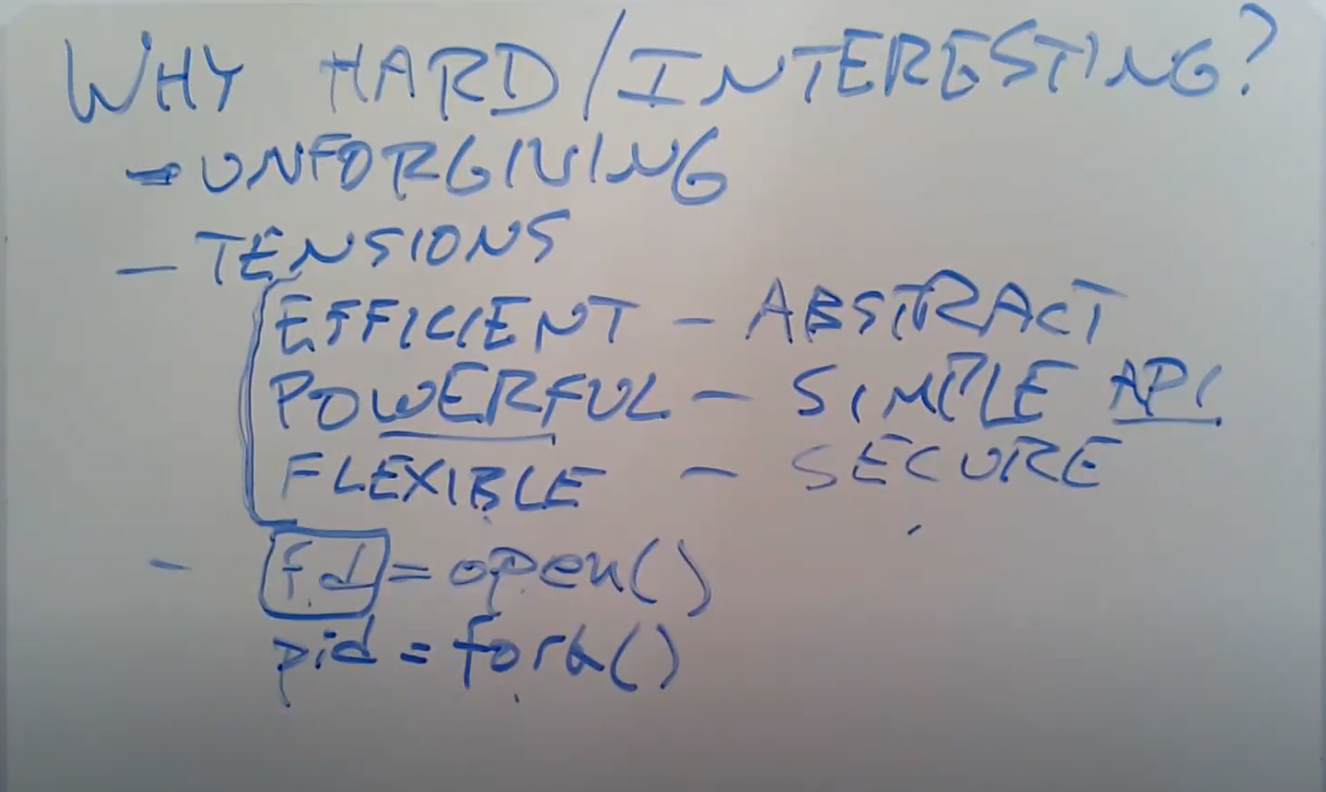 WHY HARD/INTERESTING?
- UNFORGIVING
- TENSIONS
EFFICIENT - ABSTRACT
POWERFUL - SIMPLE API
FLEXIBLE - SECURE
- fd = open()
pid = fork()